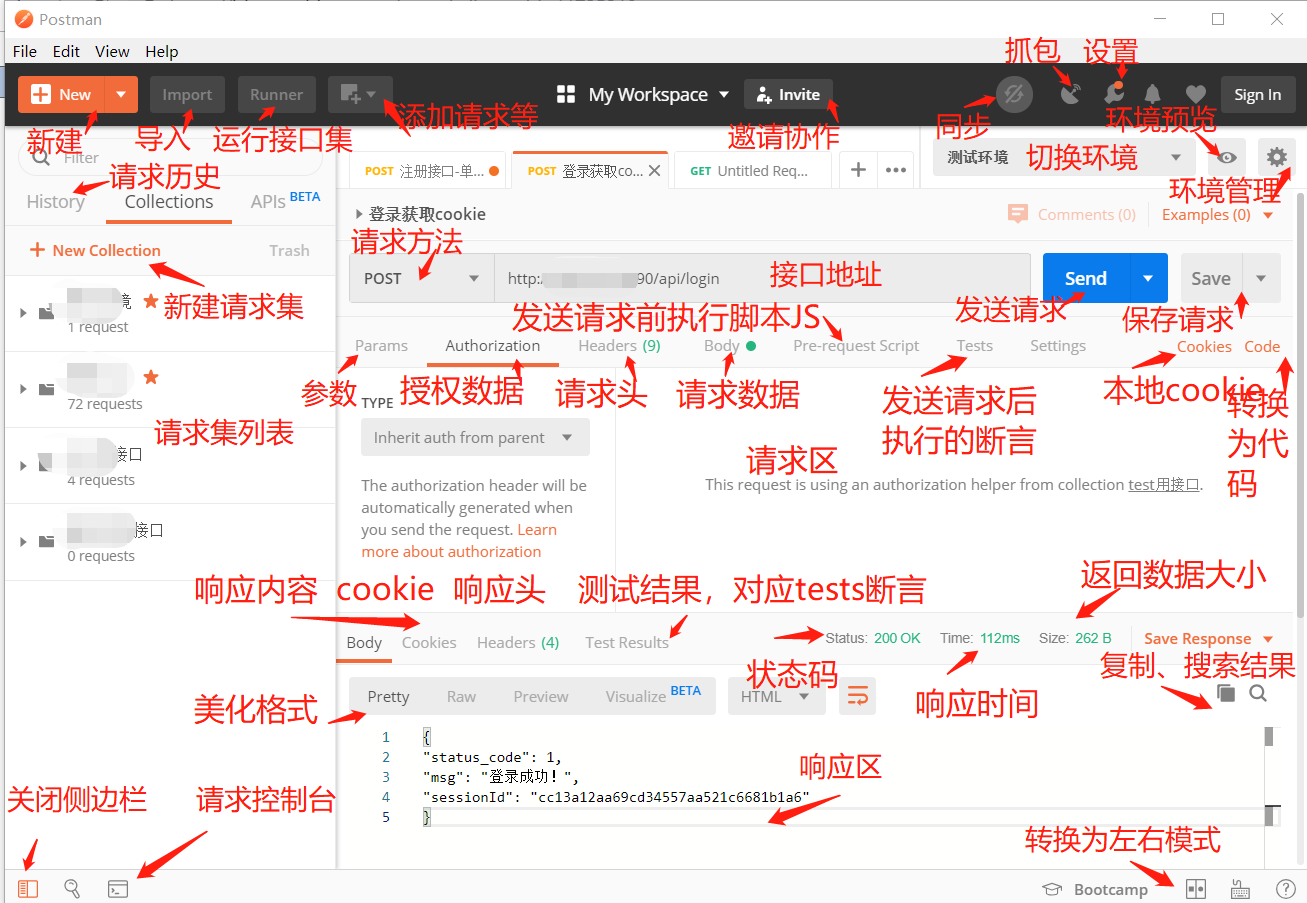 Postman
File Edit View Help
抓包 设置
New Import Runner My Workspace Invite Sign In
新建 导入 运行接口集 添加请求等 邀请协作 同步 环境预览
Filter
POST 注册接口-单... POST 登录获取co... GET Untitled Req... 测试环境 切换环境
请求历史
History Collections APIs BETA 环境管理
登录获取cookie Comments (0) Examples (0)
New Collection Trash
请求方法
POST http: 90/api/login 接口地址 Send Save
新建请求集
境
1 request
发送请求前执行脚本JS 发送请求 保存请求
Params Authorization Headers (9) Body Pre-request Script Tests Settings Cookies Code
参数 授权数据 请求头 请求数据 发送请求后 本地cookie 转换
72 requests
TYPE
请求集列表
Inherit auth from parent
执行的断言 为代
请求区
接口
4 requests
码
The authorization header will be
automatically generated when
you send the request. Learn
more about authorization
This request is using an authorization helper from collection test用接口.
接口
0 requests
响应内容 cookie 响应头 测试结果，对应tests断言 返回数据大小
Body Cookies Headers (4) Test Results Status: 200 OK Time: 112ms Size: 262 B Save Response
状态码 响应时间 复制、搜索结果
美化格式
Pretty Raw Preview Visualize BETA HTML
1 {
2 "status_code": 1,
3 "msg": "登录成功！",
4 "sessionId": "cc13a12aa69cd34557aa521c6681b1a6"
5 }
响应区
关闭侧边栏 请求控制台
转换为左右模式
Bootcamp